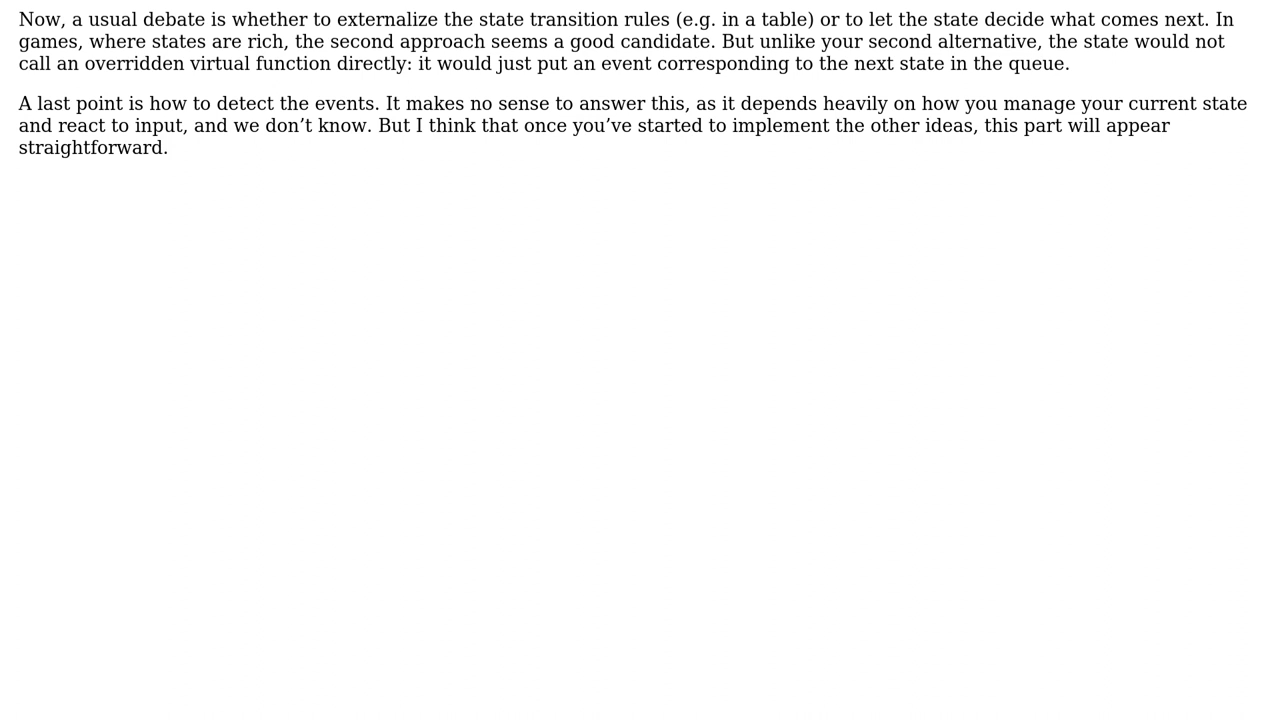 Now, a usual debate is whether to externalize the state transition rules (e.g. in a table) or to let the state decide what comes next. In
games, where states are rich, the second approach seems a good candidate. But unlike your second alternative, the state would not
call an overridden virtual function directly: it would just put an event corresponding to the next state in the queue.
A last point is how to detect the events. It makes no sense to answer this, as it depends heavily on how you manage your current state
and react to input, and we don’t know. But I think that once you’ve started to implement the other ideas, this part will appear
straightforward.